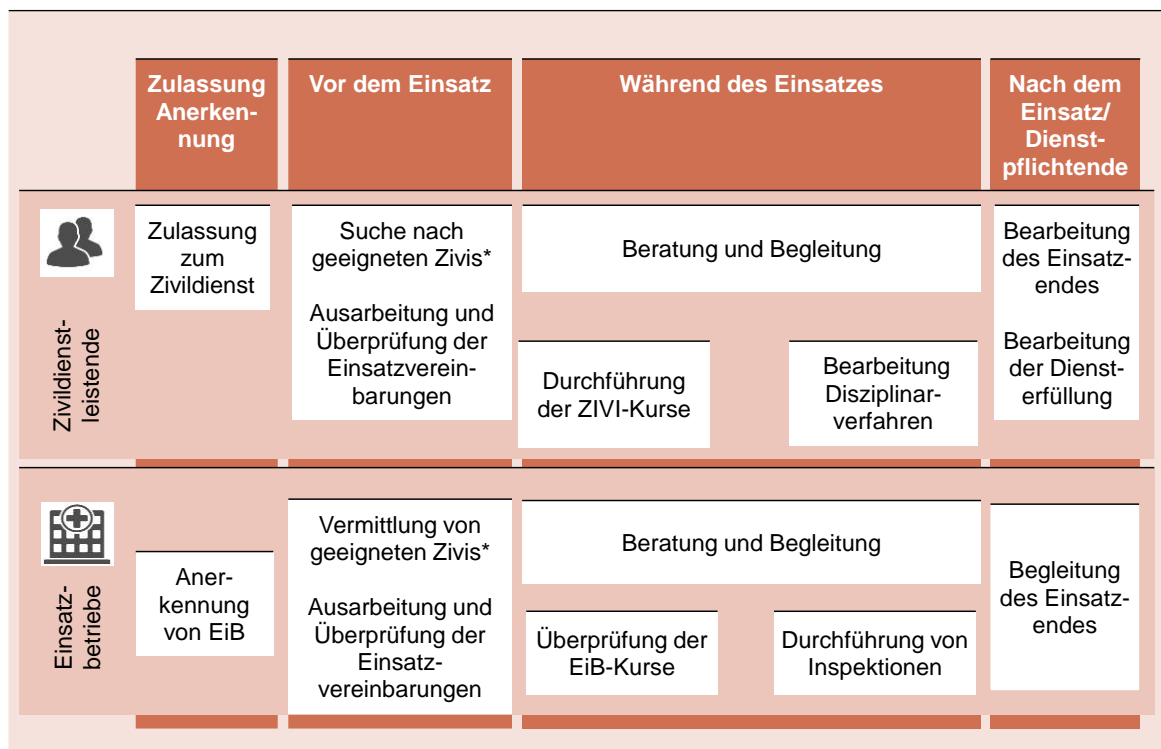 Zulassung
Anerken-
nung
Vor dem Einsatz
Während des Einsatzes
Nach dem
Einsatz/
Dienst-
pflichtende
Zivildienst-
leistende
Zulassung
zum
Zivildienst
Suche nach
geeigneten Zivis*
Ausarbeitung und
Überprüfung der
Einsatzverein-
barungen
Beratung und Begleitung
Durchführung
der ZIVI-Kurse
Bearbeitung
Disziplinar-
verfahren
Bearbeitung
des Einsatz-
endes
Bearbeitung
der Dienst-
erfüllung
Einsatz-
betriebe
Aner-
kennung
von EiB
Vermittlung von
geeigneten Zivis*
Ausarbeitung und
Überprüfung der
Einsatz-
vereinbarungen
Beratung und Begleitung
Überprüfung der
EiB-Kurse
Durchführung von
Inspektionen
Begleitung
des Einsatz-
endes